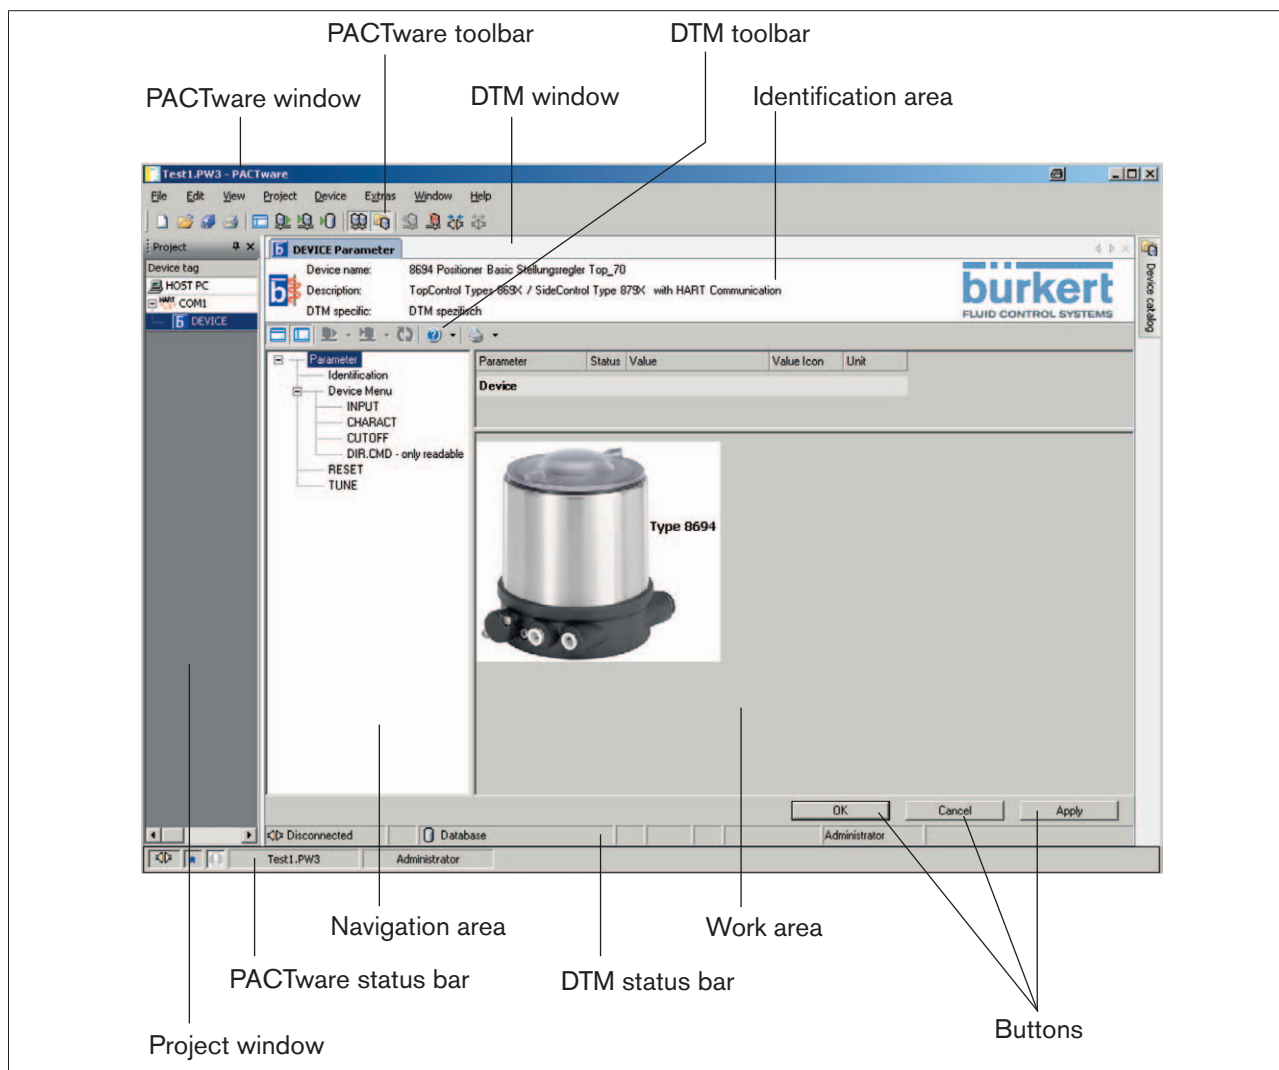 PACTware toolbar
DTM toolbar
PACTware window
DTM window
Identification area
Test1.PW3 - PACTware
File Edit View Project Device Extras Window Help
Project
DEVICE Parameter
Device tag
Device name: 8694 Positioner Basic Stellungsregler Top_70
HOST PC
Description: TopControl Types 869X / SideControl Type 879X with HART Communication
HART COM1
DTM specific: DTM spezifisch
DEVICE
burkert
FLUID CONTROL SYSTEMS
Device catalog
Parameter
Identification
Device Menu
INPUT
CHARACT
CUTOFF
DIR.CMD - only readable
RESET
TUNE
Parameter Status Value Value Icon Unit
Device
Type 8694
OK Cancel Apply
Disconnected Database Administrator
Test1.PW3 Administrator
Navigation area
Work area
PACTware status bar
DTM status bar
Buttons
Project window